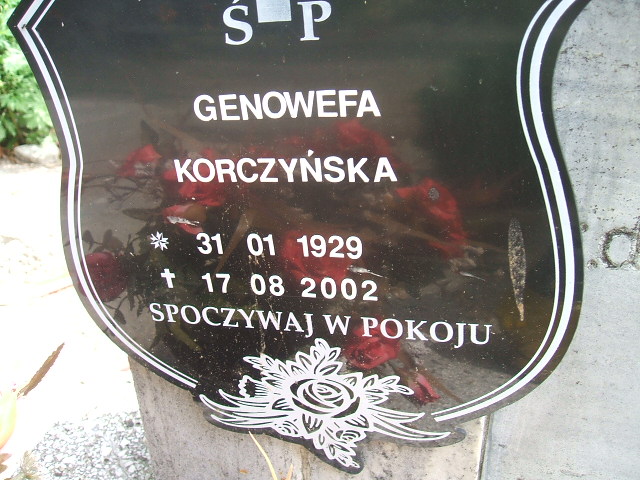 Ś P
GENOWEFA
KORCZYŃSKA
* 31 01 1929
† 17 08 2002
SPOCZYWAJ W POKOJU